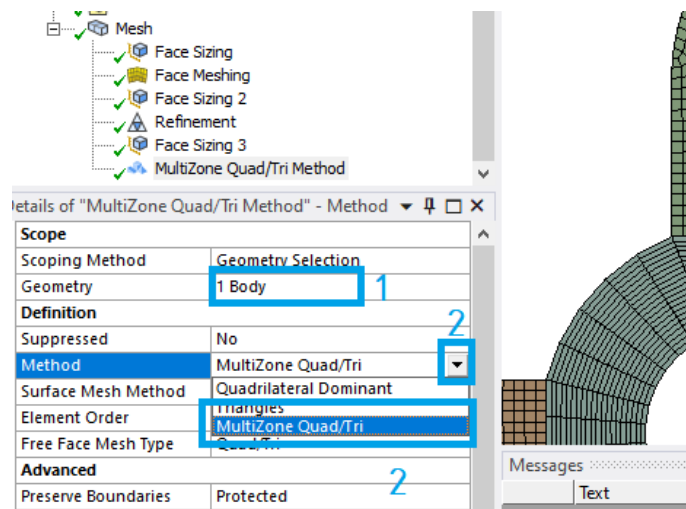 Mesh
Face Sizing
Face Meshing
Face Sizing 2
Refinement
Face Sizing 3
MultiZone Quad/Tri Method
etails of "MultiZone Quad/Tri Method" - Method
Scope
Scoping Method Geometry Selection
Geometry 1 Body 1
Definition 2
Suppressed No
Method MultiZone Quad/Tri
Surface Mesh Method Quadrilateral Dominant
Triangles
Element Order MultiZone Quad/Tri
Free Face Mesh Type Quad/Tri
Advanced 2
Preserve Boundaries Protected
Messages
Text